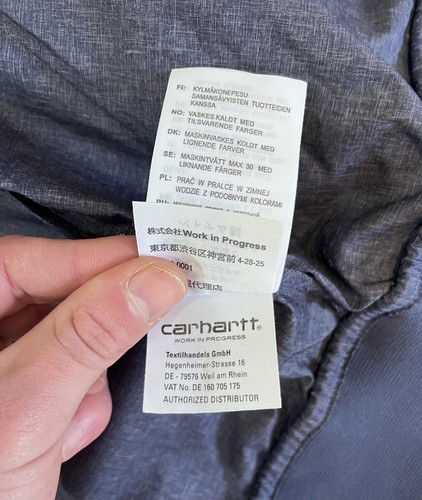 FI: KYLMÄKONEPESU
SAMANSÄVYISTEN TUOTTEIDEN
KANSSA
NO: VASKES KALDT MED
TILSVARENDE FARGER
DK: MASKINVASKES KOLDT MED
LIGNENDE FARVER
SE: MASKINTVÄTT MAX 30 MED
LIKNANDE FÄRGER
PL: PRAĆ W PRALCE W ZIMNEJ
WODZIE Z PODOBNYMI KOLORAMI
株式会社Work in Progress
東京都渋谷区神宮前 4-28-25
0001
代理店
carhartt®
WORK IN PROGRESS
Textilhandels GmbH
Hegenheimer-Strasse 16
DE - 79576 Weil am Rhein
VAT No. DE 160 705 175
AUTHORIZED DISTRIBUTOR